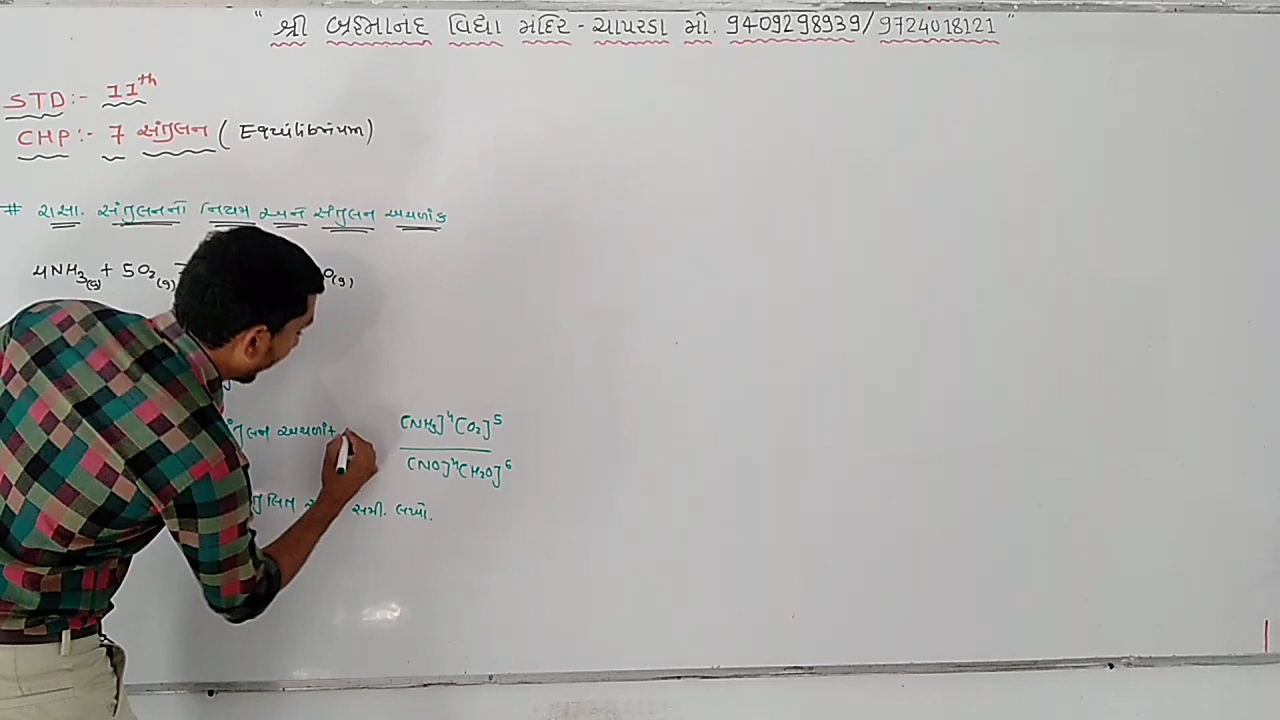 " શ્રી બ્રહ્માનંદ વિદ્યા મંદિર - ચાપરડા મો. 9409298939/9724018121 "
STD:- 11th
CHP:- 7 સંતુલન ( Equilibrium)
# રાસા. સંતુલનનો નિયમ અને સંતુલન અચળાંક
4NH3(g) + 5O2(g) O(g)
સંતુલન અચળાં
[NH3]^4 [O2]^5
[NO]^4 [H2O]^6
સમી. લખો.